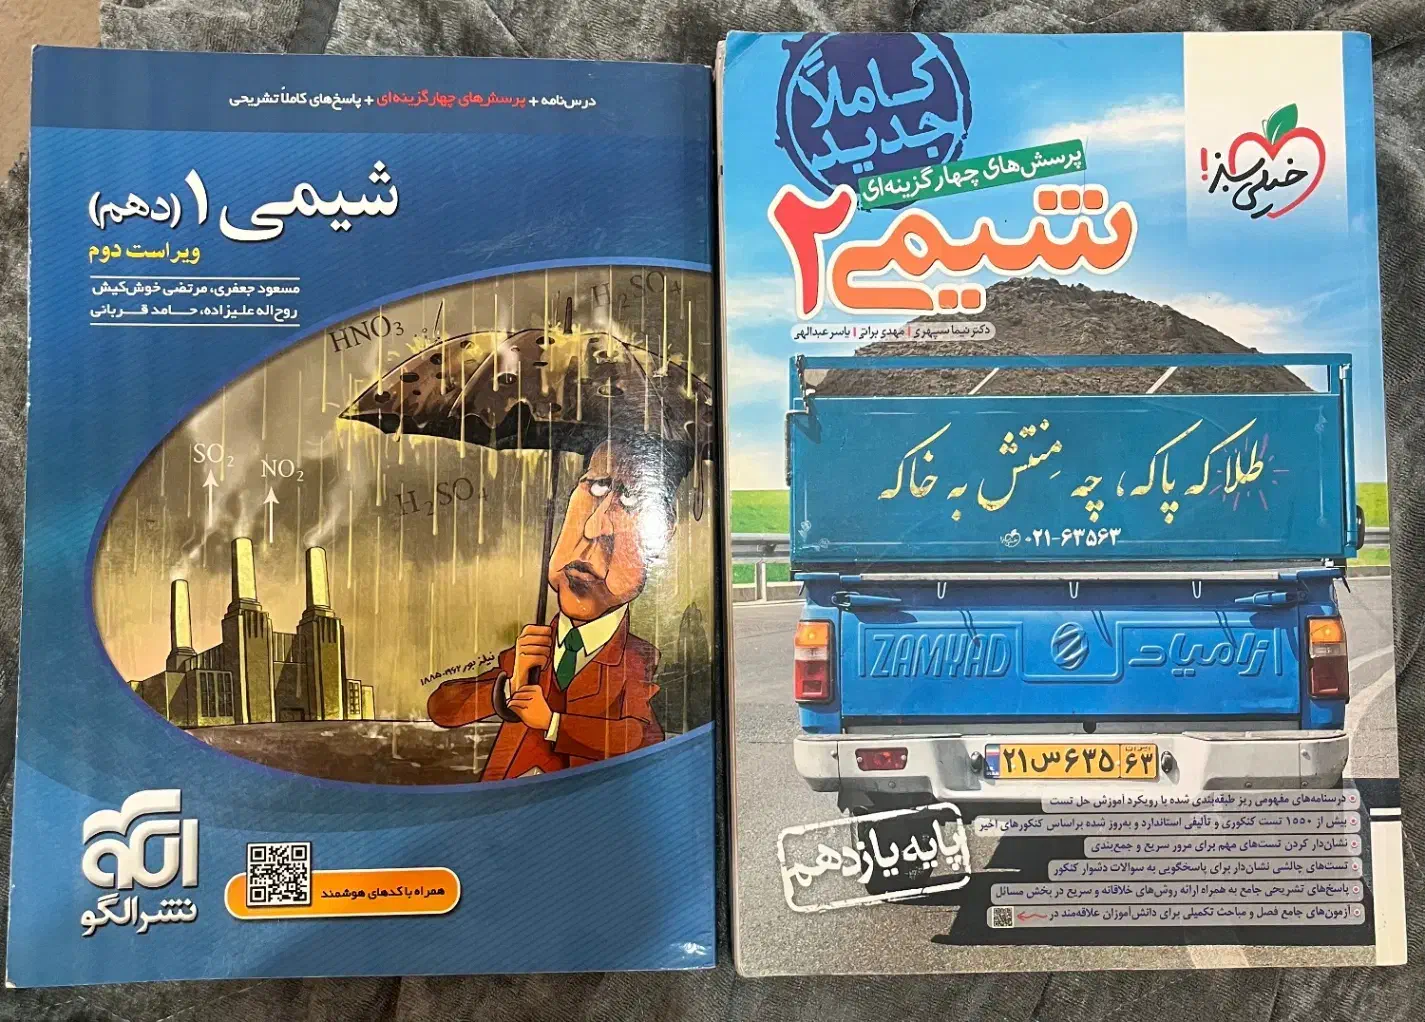 درس‌نامه + پرسش‌های چهارگزینه‌ای + پاسخ‌های کاملاً تشریحی
شیمی ۱ (دهم)
ویراست دوم
مسعود جعفری، مرتضی خوش‌کیش
روح‌اله علیزاده، حامد قربانی
HNO3
H2SO4
SO2
NO2
H2SO4
نیلز بور ۱۹۶۲-۱۸۸۵
الگو
نشر الگو
همراه با کدهای هوشمند
کاملاً
جدید
خیلی سبز!
پرسش‌های چهارگزینه‌ای
شیمی ۲
دکتر نیما سپهری | مهدی براتی | یاسر عبدالهی
طلا که پاکه، چه منتش به خاکه
۰۲۱-۶۳۵۶۳
ZAMYAD زامیاد
۲۱ س ۶۳۵ ۶۳
درسنامه‌های مفهومی ریز طبقه‌بندی شده با رویکرد آموزش حل تست
بیش از ۱۵۵۰ تست کنکوری و تألیفی استاندارد و به‌روز شده براساس کنکورهای اخیر
نشان‌دار کردن تست‌های مهم برای مرور سریع و جمع‌بندی
تست‌های چالشی نشان‌دار برای پاسخگویی به سوالات دشوار کنکور
پاسخ‌های تشریحی جامع به همراه ارائه روش‌های خلاقانه و سریع در بخش مسائل
آزمون‌های جامع فصل و مباحث تکمیلی برای دانش‌آموزان علاقه‌مند در
پایه یازدهم